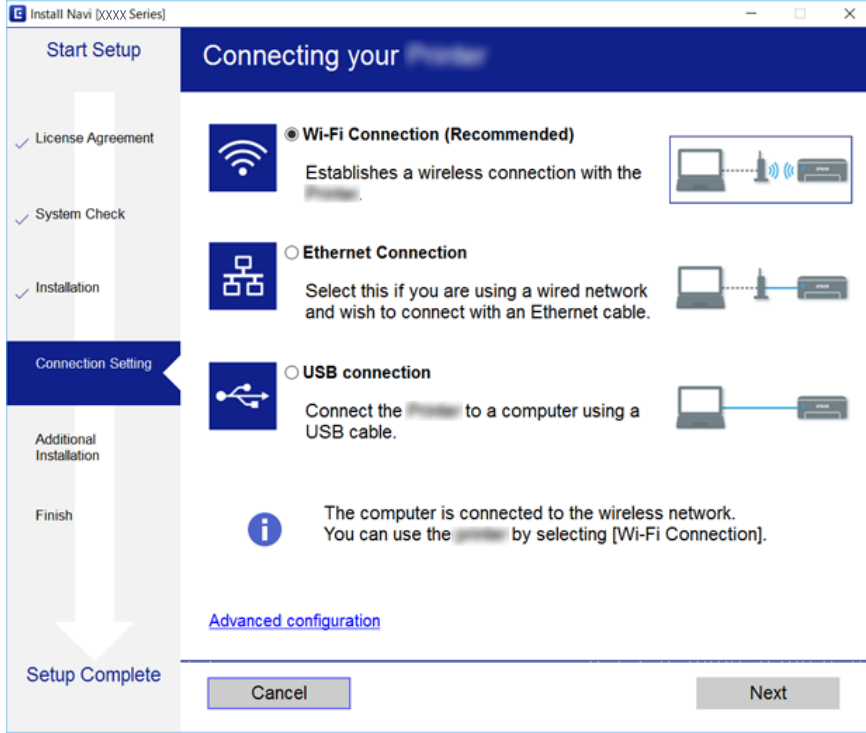 Install Navi [XXXX Series]
Start Setup
License Agreement
System Check
Installation
Connection Setting
Additional
Installation
Finish
Setup Complete
Connecting your
Wi-Fi Connection (Recommended)
Establishes a wireless connection with the
.
Ethernet Connection
Select this if you are using a wired network
and wish to connect with an Ethernet cable.
USB connection
Connect the to a computer using a
USB cable.
The computer is connected to the wireless network.
You can use the by selecting [Wi-Fi Connection].
Advanced configuration
Cancel
Next